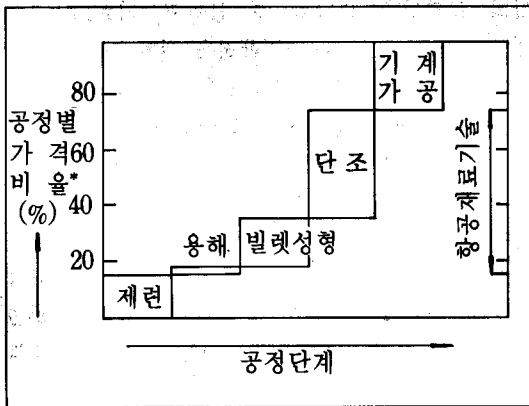 공정별
가 격
비 율*
(%)
80
60
40
20
기 계
가 공
단 조
용해
빌렛성형
제련
항공재료기술
공정단계